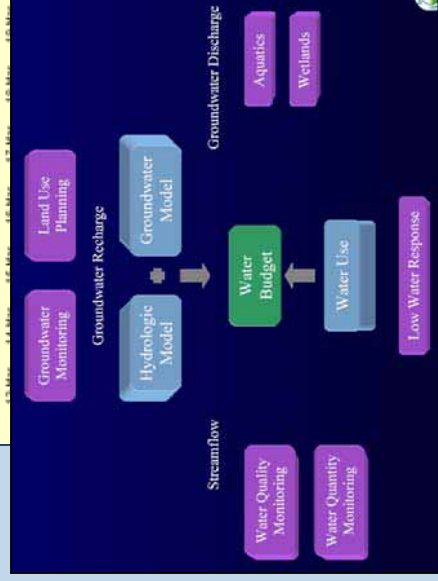 Groundwater
Monitoring
Land Use
Planning
Groundwater Recharge
Hydrologic
Model
Groundwater
Model
Streamflow
Groundwater Discharge
Water Quality
Monitoring
Water
Budget
Aquatics
Wetlands
Water Quantity
Monitoring
Water Use
Low Water Response